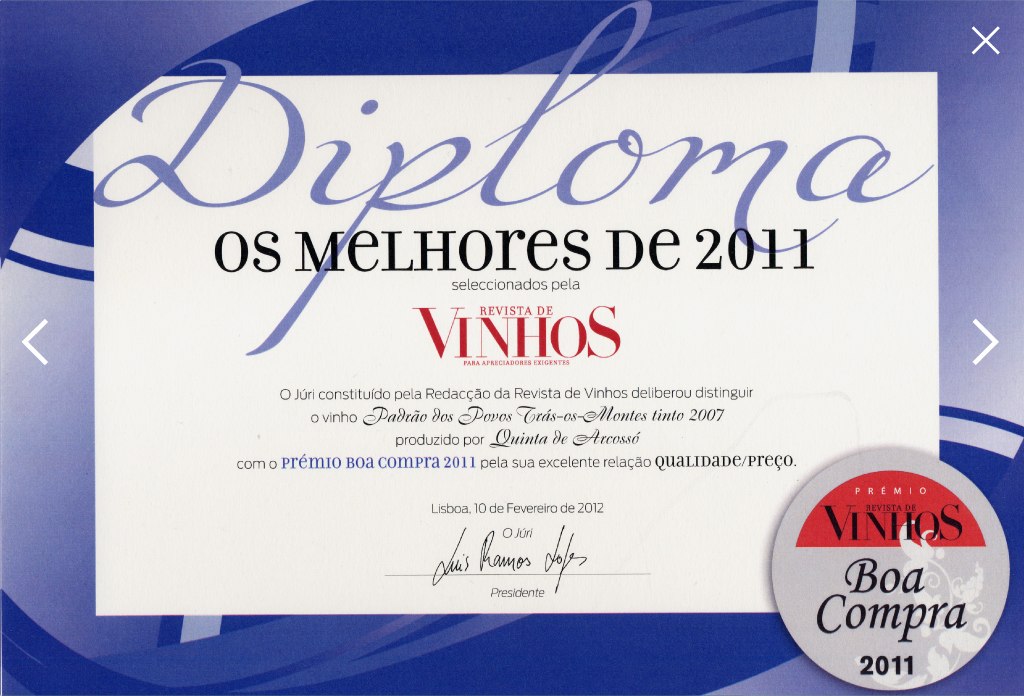 Diploma
OS MELHORES DE 2011
seleccionados pela
REVISTA DE
VINHOS
PARA APRECIADORES EXIGENTES
O Júri constituído pela Redacção da Revista de Vinhos deliberou distinguir
o vinho Padrão dos Povos Trás-os-Montes tinto 2007
produzido por Quinta de Arcossó
com o Prémio Boa Compra 2011 pela sua excelente relação QUALIDADE/PREÇO.
Lisboa, 10 de Fevereiro de 2012
O Júri
Luis Ramos Lopes
Presidente
PRÉMIO
REVISTA DE
VINHOS
Boa
Compra
2011